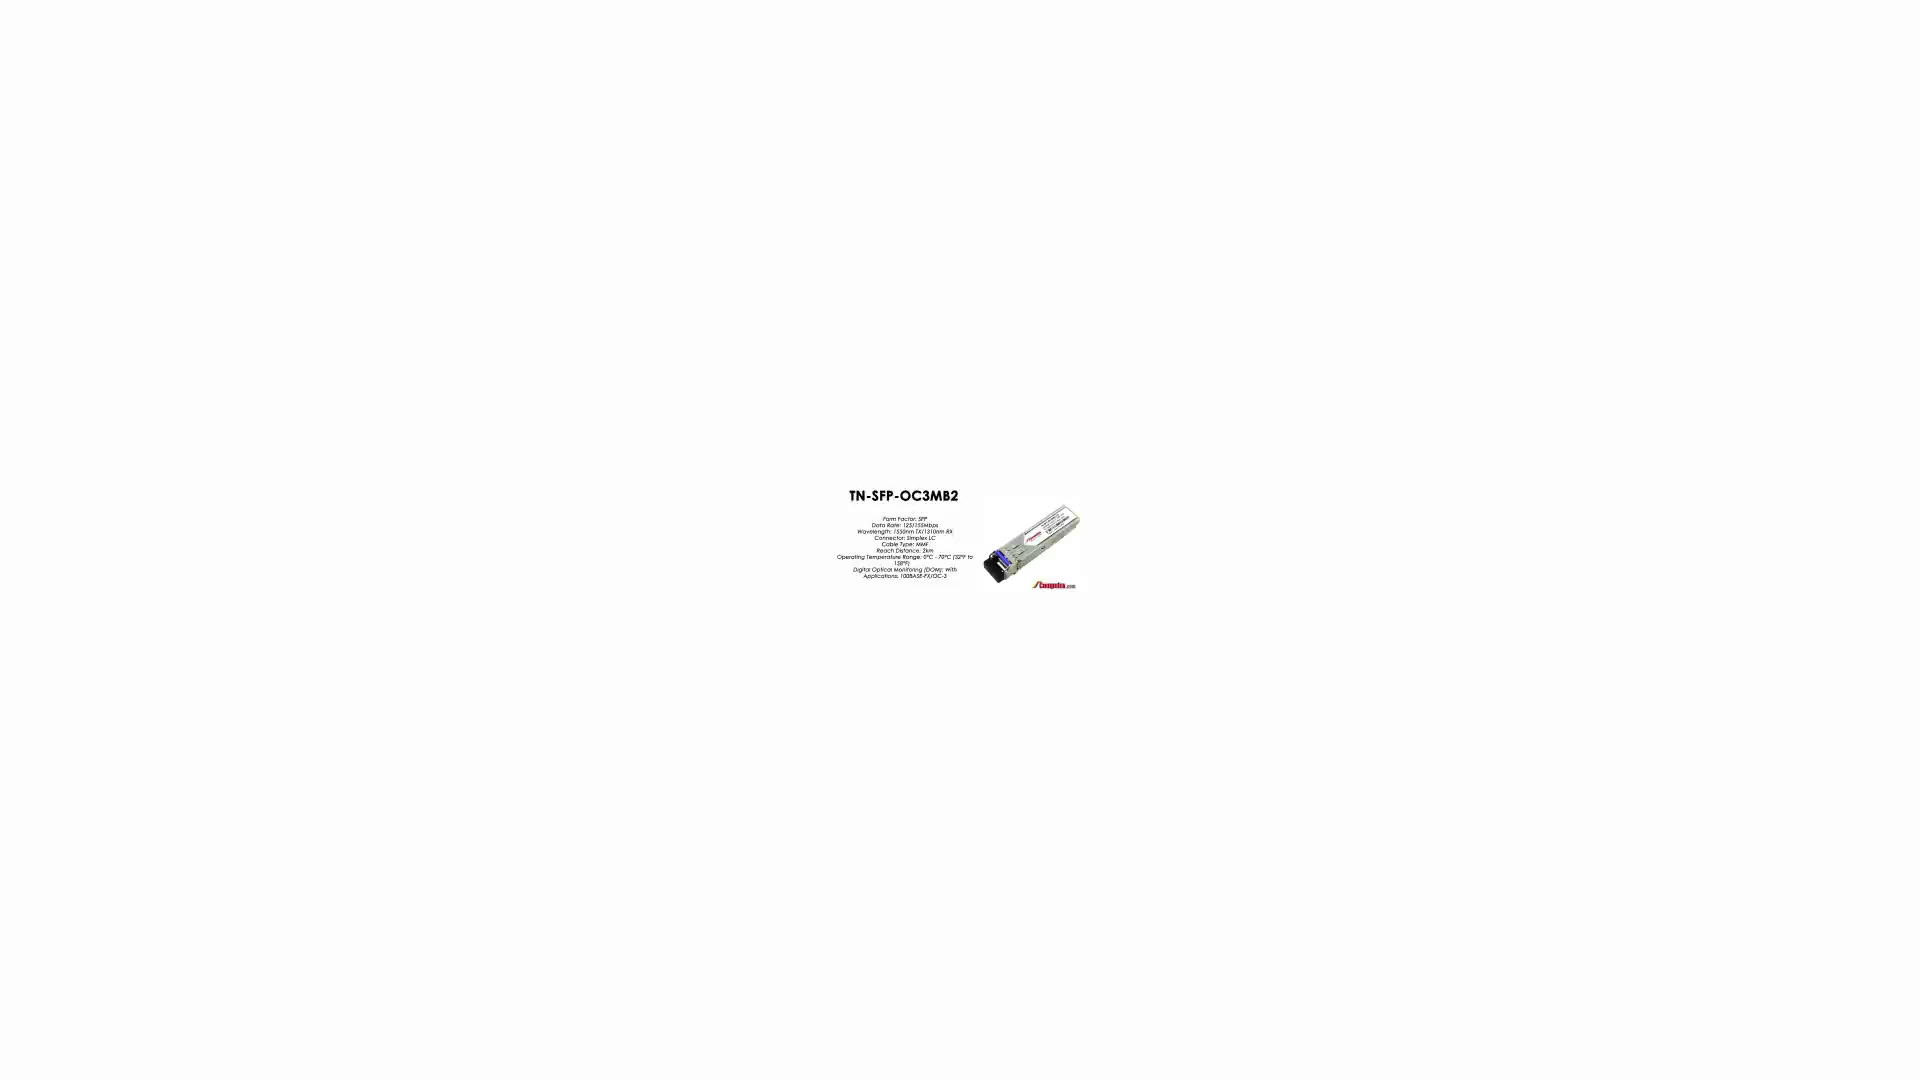 TN-SFP-OC3MB2
Form Factor: SFP
Data Rate: 125/155Mbps
Wavelength: 1550nm TX/1310nm RX
Connector: Simplex LC
Cable Type: MMF
Reach Distance: 2km
Operating Temperature Range: 0°C - 70°C (32°F to
158°F)
Digital Optical Monitoring (DOM): With
Applications: 100BASE-FX/OC-3
Compufox.com